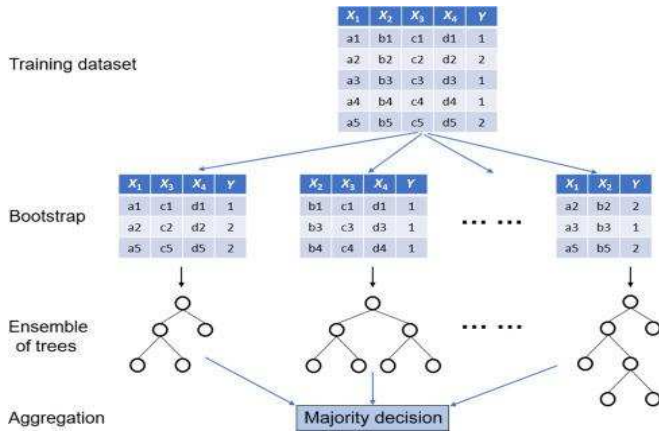 X1 X2 X3 X4 Y
a1 b1 c1 d1 1
Training dataset
a2 b2 c2 d2 2
a3 b3 c3 d3 1
a4 b4 c4 d4 1
a5 b5 c5 d5 2
X1 X3 X4 Y
a1 c1 d1 1
a2 c2 d2 2
a5 c5 d5 2
X2 X3 X4 Y
b1 c1 d1 1
b3 c3 d3 1
b4 c4 d4 1
... ...
X1 X2 Y
a2 b2 2
a3 b3 1
a5 b5 2
Bootstrap
Ensemble
of trees
... ...
Aggregation
Majority decision